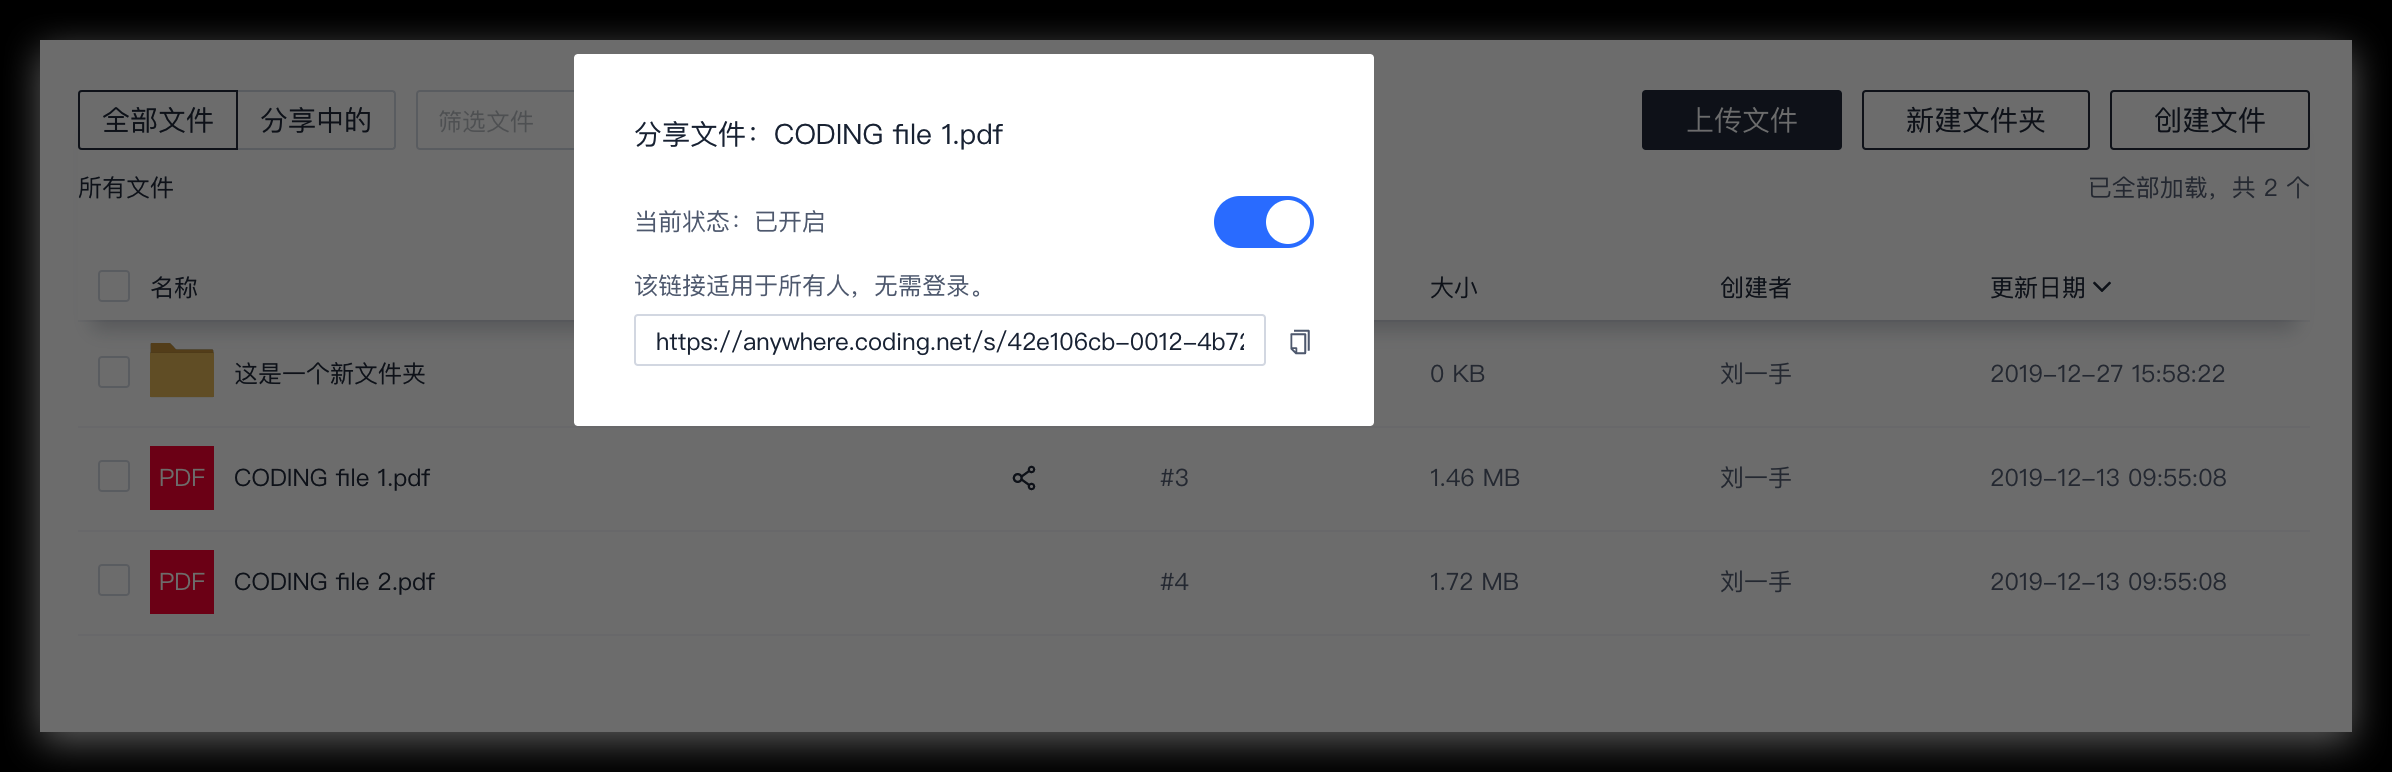 全部文件 分享中的 筛选文件 上传文件 新建文件夹 创建文件
所有文件 已全部加载，共 2 个
分享文件：CODING file 1.pdf
当前状态：已开启
该链接适用于所有人，无需登录。
https://anywhere.coding.net/s/42e106cb-0012-4b72
名称 大小 创建者 更新日期
这是一个新文件夹 0 KB 刘一手 2019-12-27 15:58:22
PDF CODING file 1.pdf #3 1.46 MB 刘一手 2019-12-13 09:55:08
PDF CODING file 2.pdf #4 1.72 MB 刘一手 2019-12-13 09:55:08